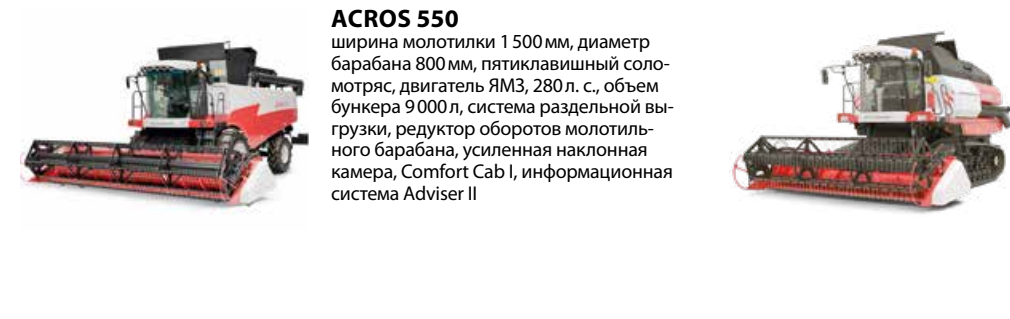 ACROS 550
ширина молотилки 1 500 мм, диаметр
барабана 800 мм, пятиклавишный соло-
мотряс, двигатель ЯМЗ, 280 л. с., объем
бункера 9 000 л, система раздельной вы-
грузки, редуктор оборотов молотиль-
ного барабана, усиленная наклонная
камера, Comfort Cab I, информационная
система Adviser II